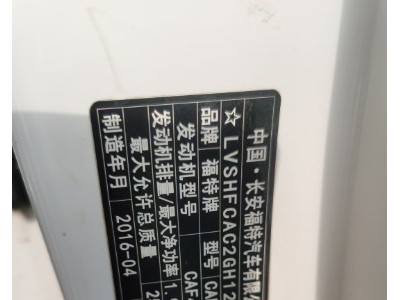 中国·长安福特汽车有限
☆LVSHFCAC2GH12
品牌 福特牌 型号 CA
发动机型号 CAF
发动机排量/最大净功率 1.
最大允许总质量 2
制造年月 2016-04